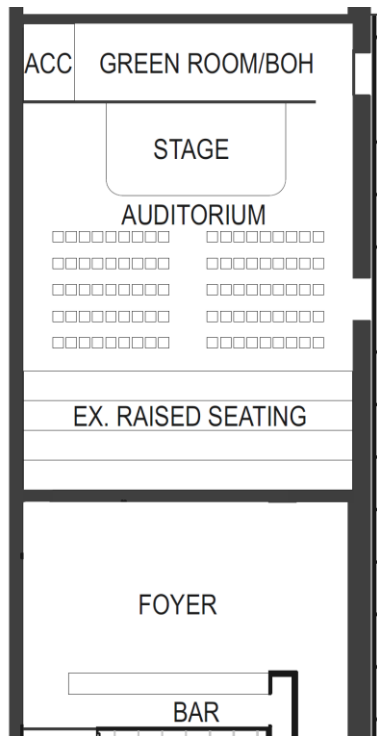 ACC GREEN ROOM/BOH
STAGE
AUDITORIUM
EX. RAISED SEATING
FOYER
BAR